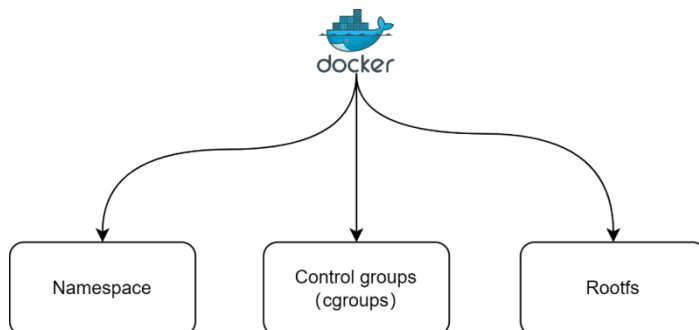 docker
Namespace
Control groups
（cgroups）
Rootfs